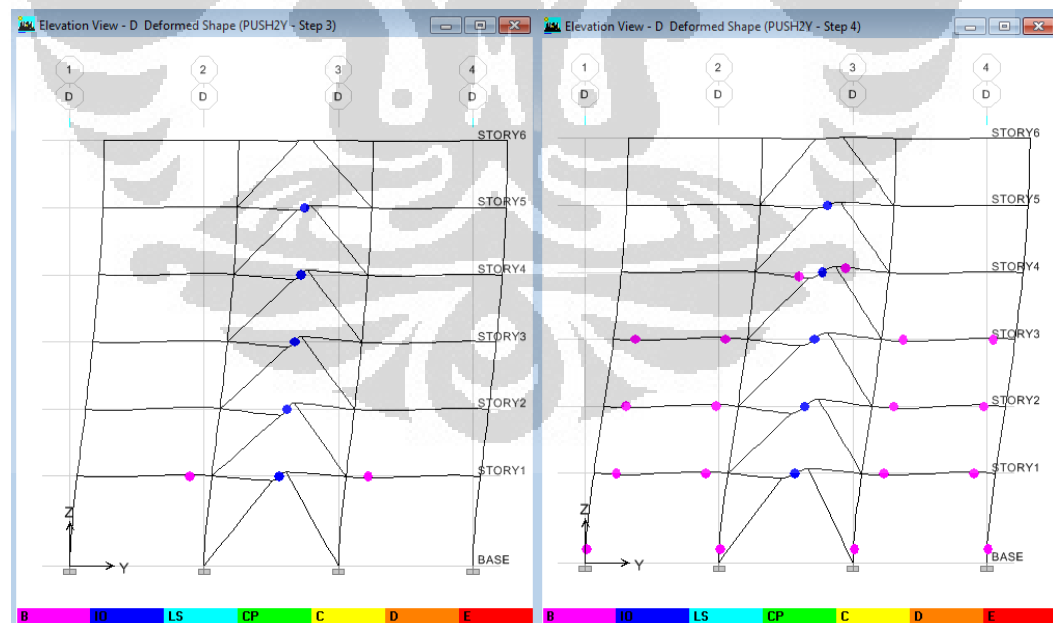 Elevation View - D Deformed Shape (PUSH2Y - Step 3)
1 2 3 4
D D D D
STORY6
STORY5
STORY4
STORY3
STORY2
STORY1
BASE
Z
Y
B IO LS CP C D E
Elevation View - D Deformed Shape (PUSH2Y - Step 4)
1 2 3 4
D D D D
STORY6
STORY5
STORY4
STORY3
STORY2
STORY1
BASE
Z
Y
B IO LS CP C D E